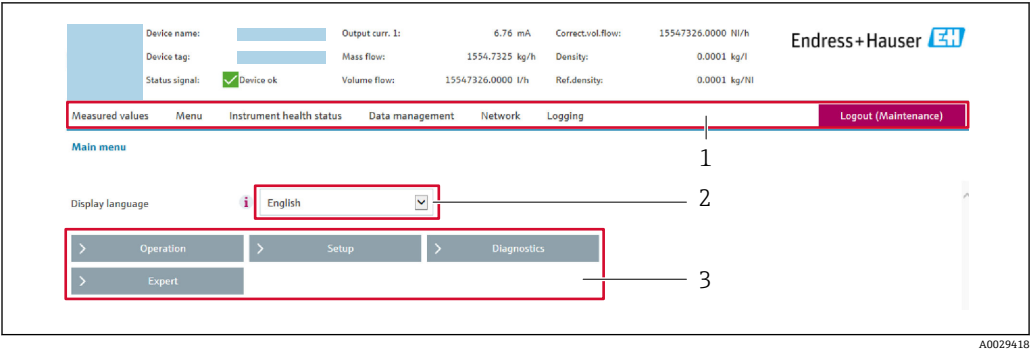 Device name: Output curr. 1: 6.76 mA Correct.vol.flow: 15547326.0000 Nl/h
Endress+Hauser EH
Device tag: Mass flow: 1554.7325 kg/h Density: 0.0001 kg/l
Status signal: Device ok Volume flow: 15547326.0000 l/h Ref.density: 0.0001 kg/Nl
Measured values Menu Instrument health status Data management Network Logging Logout (Maintenance)
1
Main menu
Display language i English 2
> Operation > Setup > Diagnostics
> Expert 3
A0029418